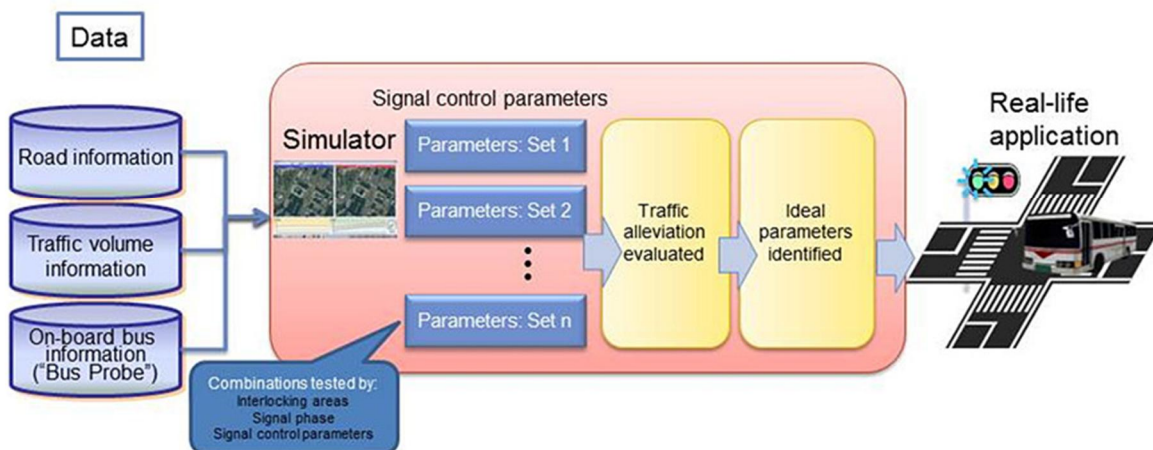 Data
Road information
Traffic volume
information
On-board bus
information
("Bus Probe")
Signal control parameters
Simulator
Parameters: Set 1
Parameters: Set 2
Parameters: Set n
Combinations tested by:
Interlocking areas
Signal phase
Signal control parameters
Traffic
alleviation
evaluated
Ideal
parameters
identified
Real-life
application